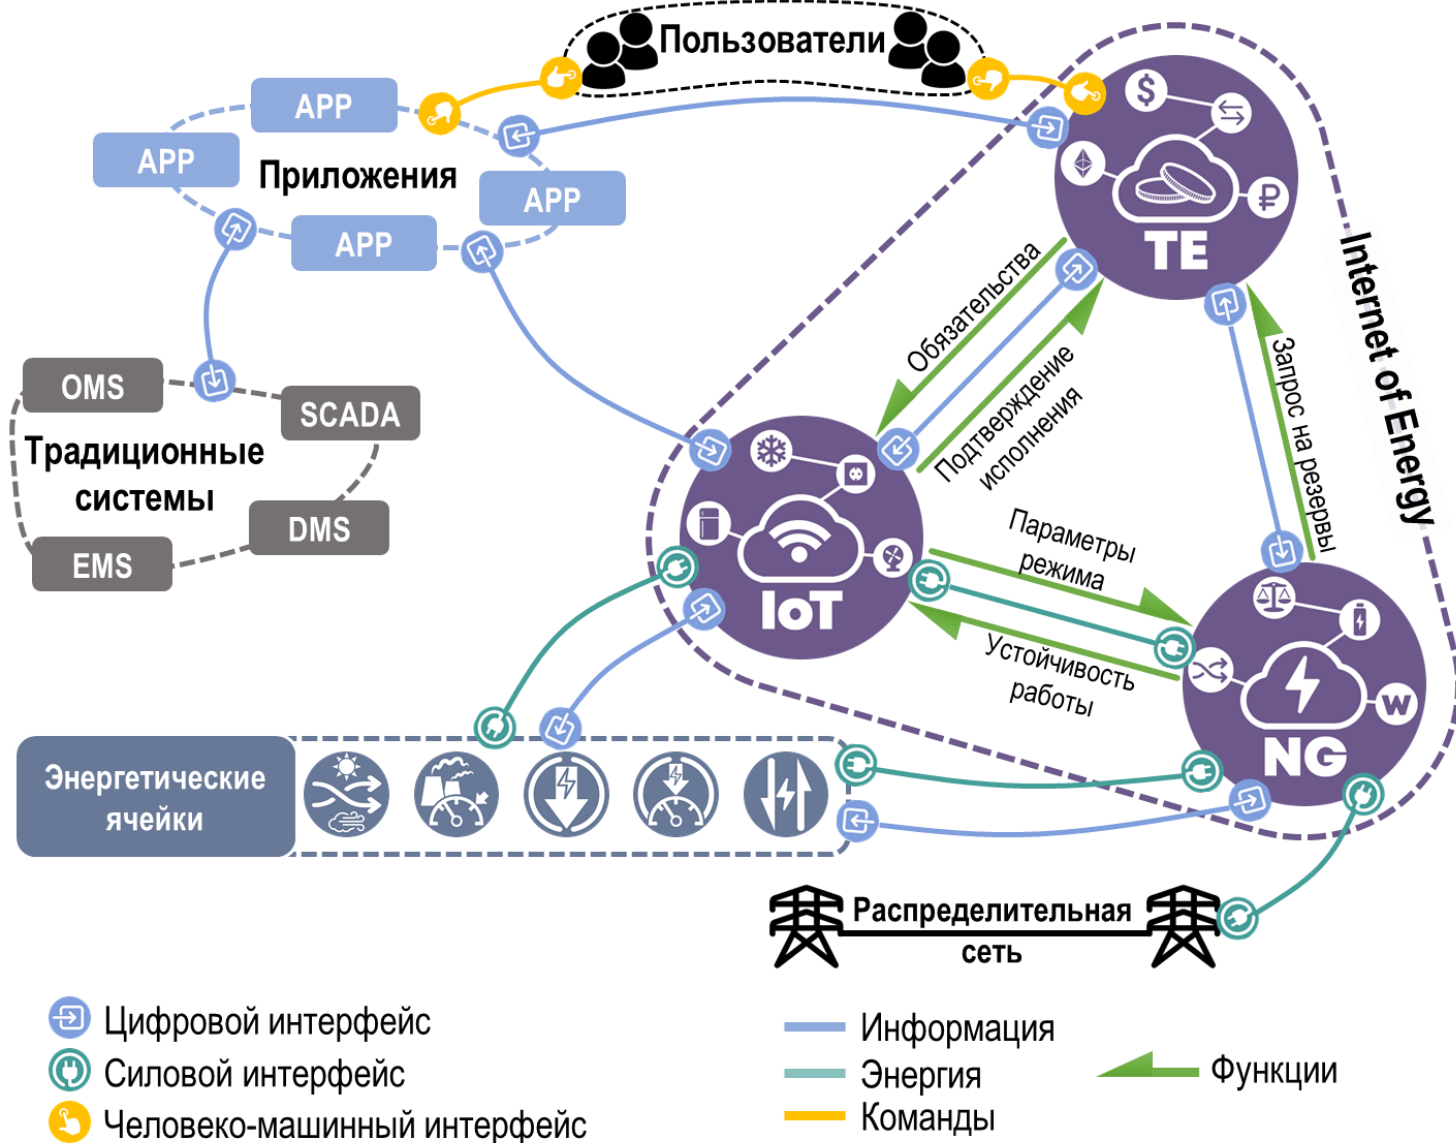 Пользователи
APP
APP
Приложения
APP
APP
$
₽
TE
Internet of Energy
Обязательства
Подтверждение
исполнения
Запрос на резервы
OMS
SCADA
Традиционные
системы
DMS
EMS
IoT
Параметры
режима
Устойчивость
работы
W
NG
Энергетические
ячейки
Распределительная
сеть
Цифровой интерфейс
Силовой интерфейс
Человеко-машинный интерфейс
Информация
Энергия
Команды
Функции